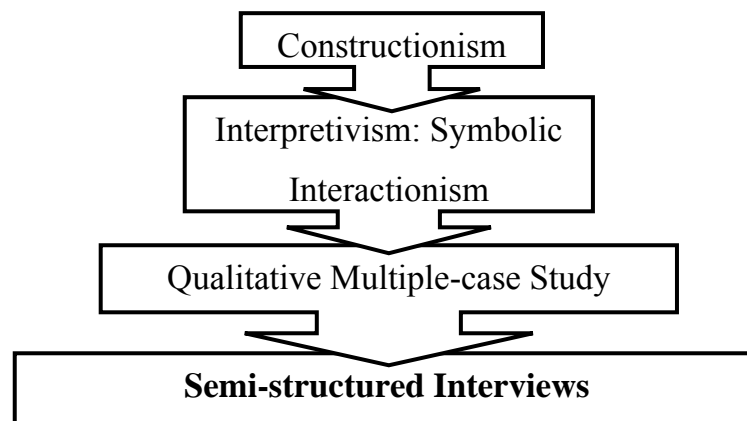 Constructionism
Interpretivism: Symbolic
Interactionism
Qualitative Multiple-case Study
Semi-structured Interviews